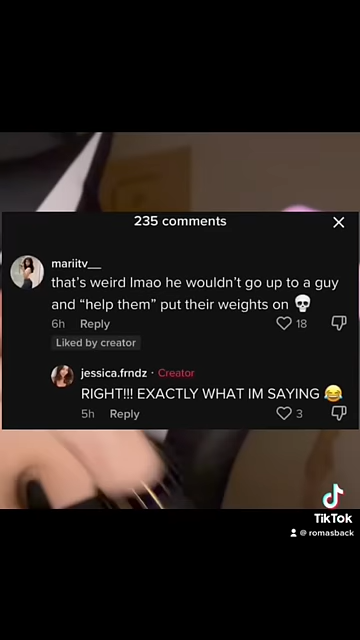 235 comments
mariitv__
that's weird lmao he wouldn't go up to a guy
and “help them” put their weights on 💀
6h Reply
18
Liked by creator
jessica.frndz · Creator
RIGHT!!! EXACTLY WHAT IM SAYING 😂
5h Reply
3
TikTok
@ romasback